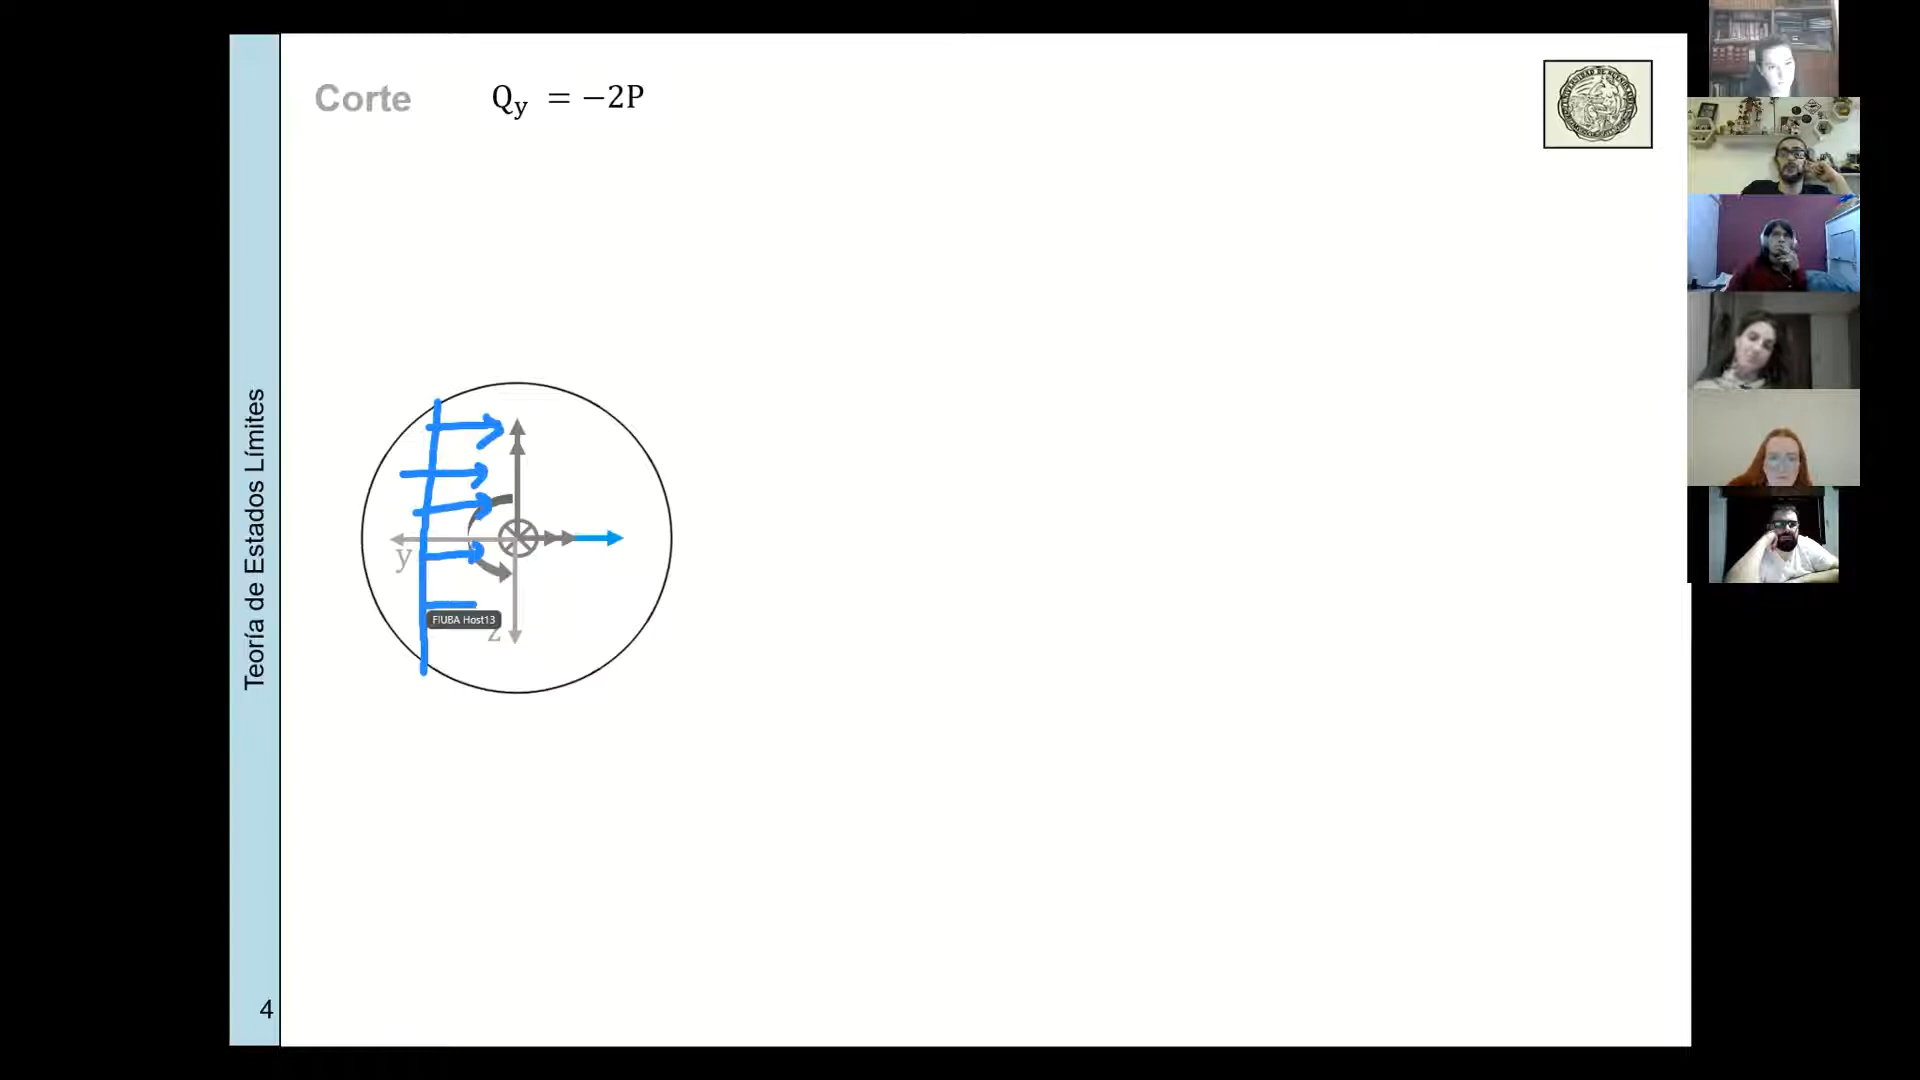 Corte
Q_y = −2P
Teoría de Estados Límites
y
FIUBA Host13
z
4